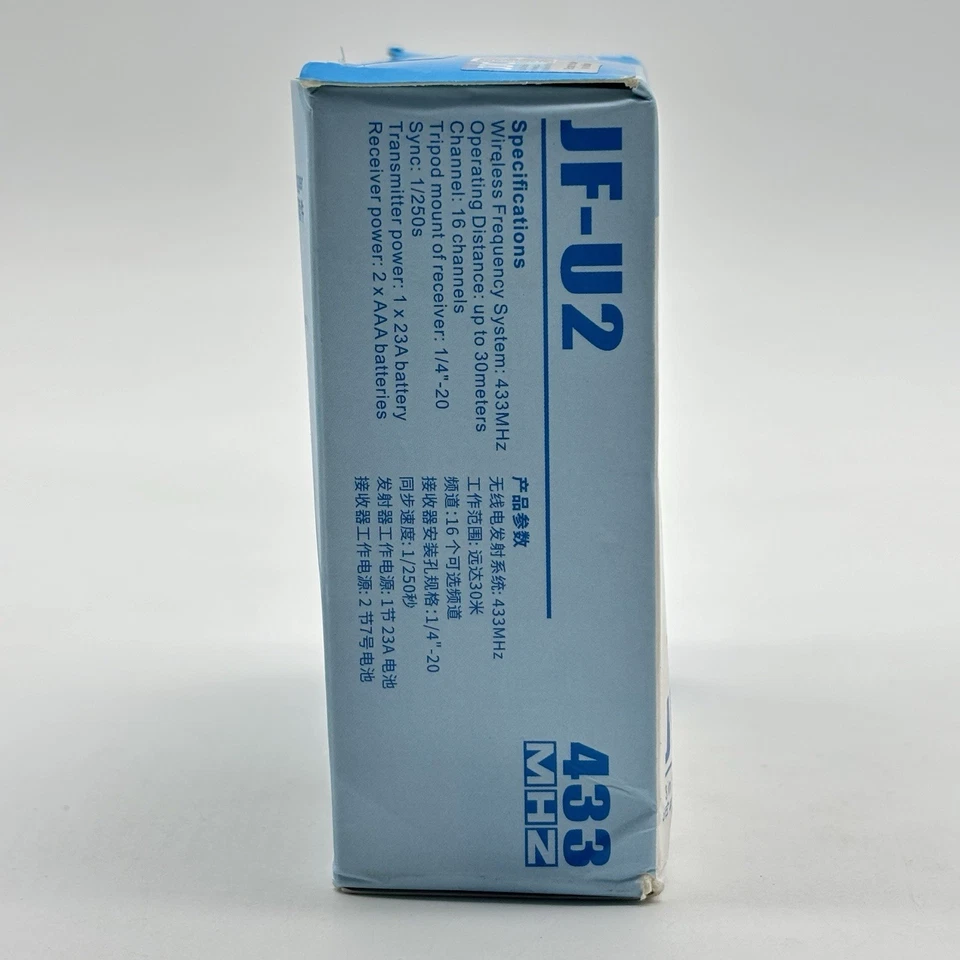 JF-U2
Specifications
Wireless Frequency System: 433MHz
Operating Distance: up to 30meters
Channel: 16 channels
Tripod mount of receiver: 1/4"-20
Sync: 1/250s
Transmitter power: 1 x 23A battery
Receiver power: 2 x AAA batteries
产品参数
无线电发射系统: 433MHz
工作范围: 远达30米
频道:16个可选频道
接收器安装孔规格:1/4"-20
同步速度: 1/250秒
发射器工作电源: 1节23A电池
接收器工作电源: 2节7号电池
433
MHZ